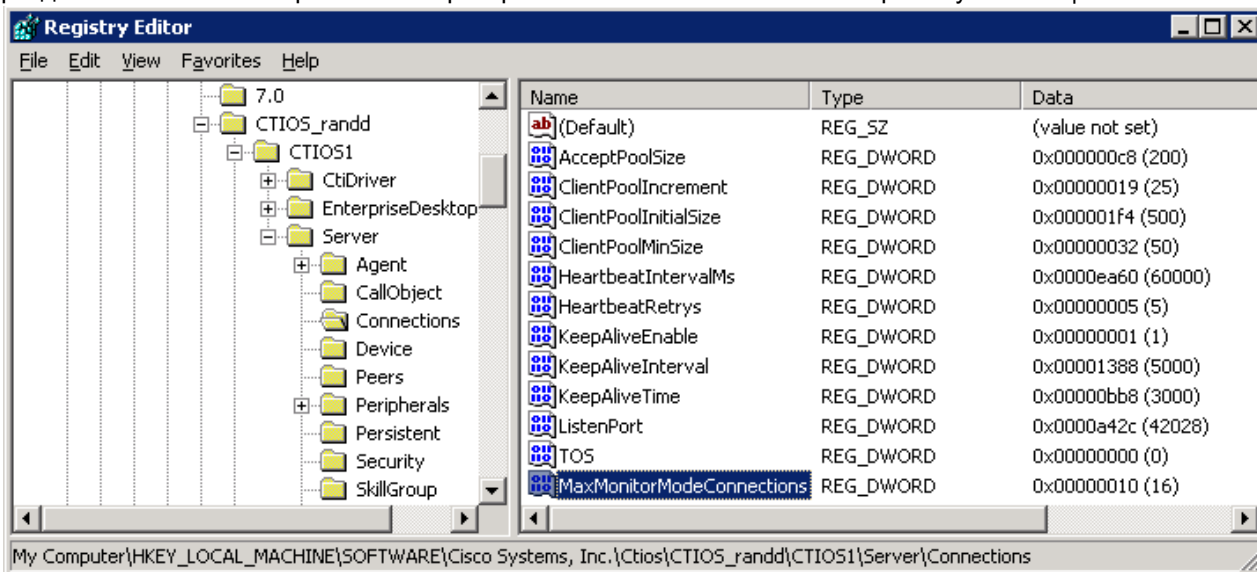 Registry Editor
File Edit View Favorites Help
7.0
CTIOS_randd
CTIOS1
CtiDriver
EnterpriseDesktop
Server
Agent
CallObject
Connections
Device
Peers
Peripherals
Persistent
Security
SkillGroup
Name Type Data
(Default) REG_SZ (value not set)
AcceptPoolSize REG_DWORD 0x000000c8 (200)
ClientPoolIncrement REG_DWORD 0x00000019 (25)
ClientPoolInitialSize REG_DWORD 0x000001f4 (500)
ClientPoolMinSize REG_DWORD 0x00000032 (50)
HeartbeatIntervalMs REG_DWORD 0x0000ea60 (60000)
HeartbeatRetrys REG_DWORD 0x00000005 (5)
KeepAliveEnable REG_DWORD 0x00000001 (1)
KeepAliveInterval REG_DWORD 0x00001388 (5000)
KeepAliveTime REG_DWORD 0x00000bb8 (3000)
ListenPort REG_DWORD 0x0000a42c (42028)
TOS REG_DWORD 0x00000000 (0)
MaxMonitorModeConnections REG_DWORD 0x00000010 (16)
My Computer\HKEY_LOCAL_MACHINE\SOFTWARE\Cisco Systems, Inc.\Ctios\CTIOS_randd\CTIOS1\Server\Connections